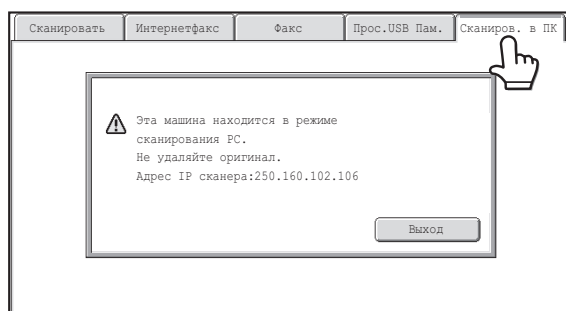 Сканировать
Интернетфакс
Факс
Прос.USB Пам.
Сканиров. в ПК
Эта машина находится в режиме
сканирования PC.
Не удаляйте оригинал.
Адрес IP сканера:250.160.102.106
Выход